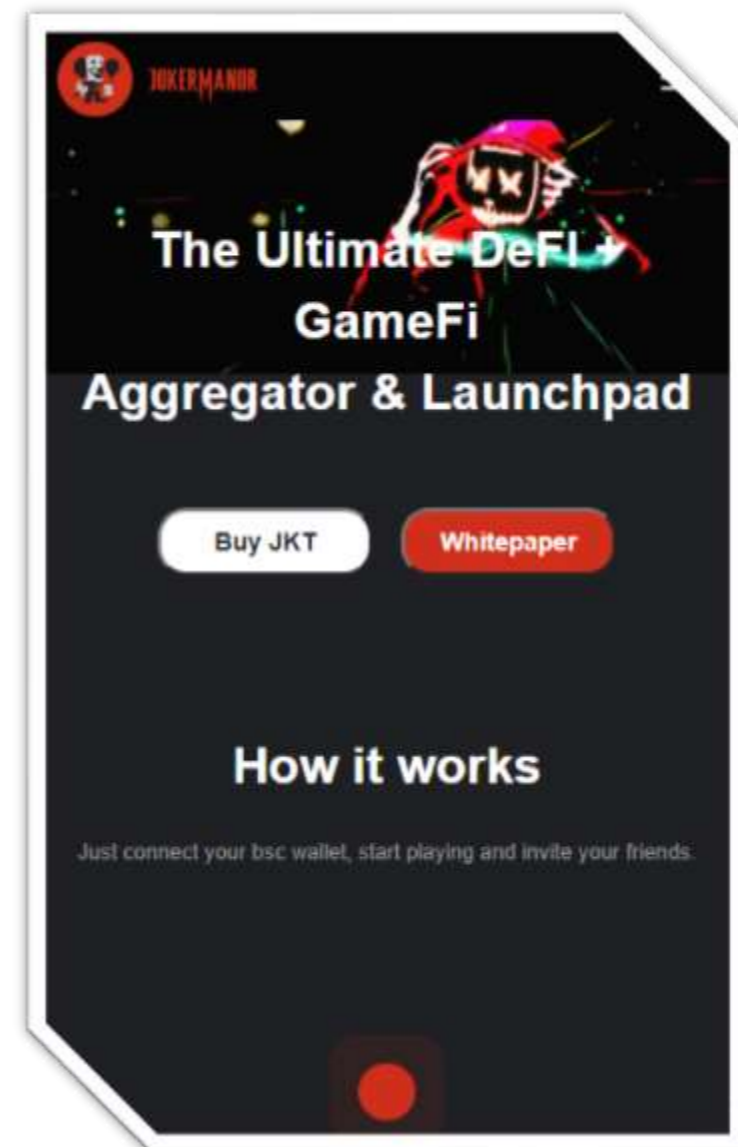 JOKERMANOR
The Ultimate DeFI +
GameFi
Aggregator & Launchpad
Buy JKT
Whitepaper
How it works
Just connect your bsc wallet, start playing and invite your friends.